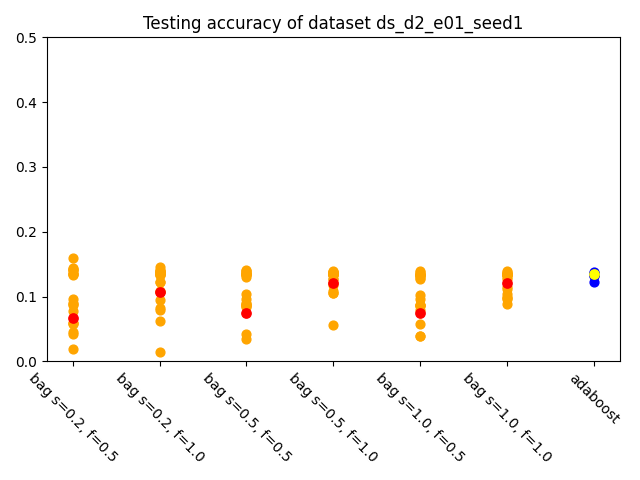 Testing accuracy of dataset ds_d2_e01_seed1
0.5
0.4
0.3
0.2
0.1
0.0
bag s=0.2, f=0.5
bag s=0.2, f=1.0
bag s=0.5, f=0.5
bag s=0.5, f=1.0
bag s=1.0, f=0.5
bag s=1.0, f=1.0
adaboost